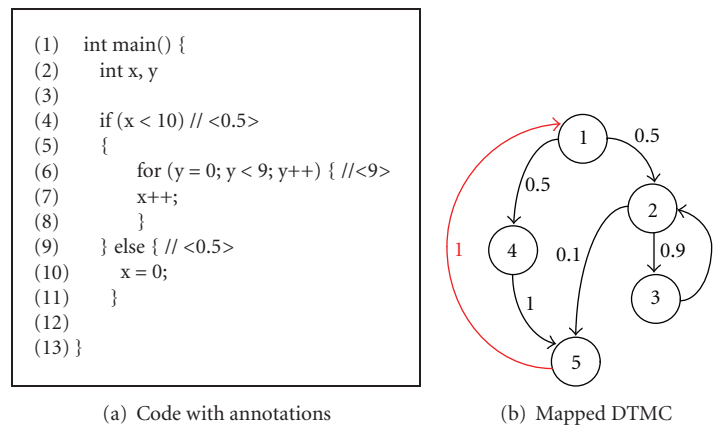 (1) int main() {
(2) int x, y
(3)
(4) if (x < 10) // <0.5>
(5) {
(6) for (y = 0; y < 9; y++) { //<9>
(7) x++;
(8) }
(9) } else { // <0.5>
(10) x = 0;
(11) }
(12)
(13) }
(a) Code with annotations
1
0.5
0.5
2
4
0.1
0.9
1
3
1
5
(b) Mapped DTMC